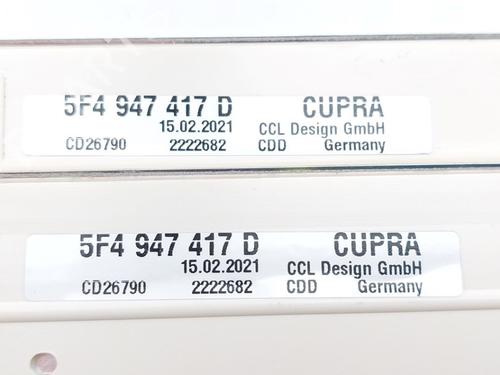 5F4 947 417 D CUPRA
15.02.2021 CCL Design GmbH
CD26790 2222682 CDD Germany
5F4 947 417 D CUPRA
15.02.2021 CCL Design GmbH
CD26790 2222682 CDD Germany